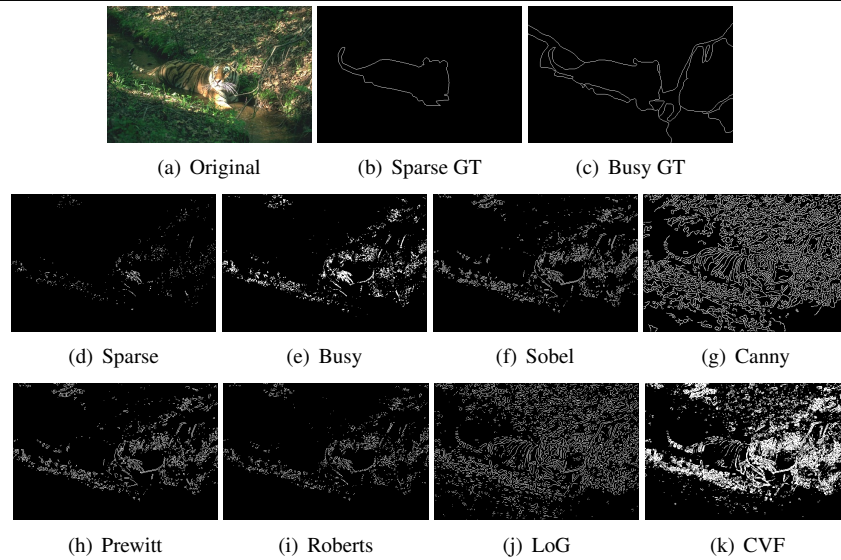 (a) Original
(b) Sparse GT
(c) Busy GT
(d) Sparse
(e) Busy
(f) Sobel
(g) Canny
(h) Prewitt
(i) Roberts
(j) LoG
(k) CVF